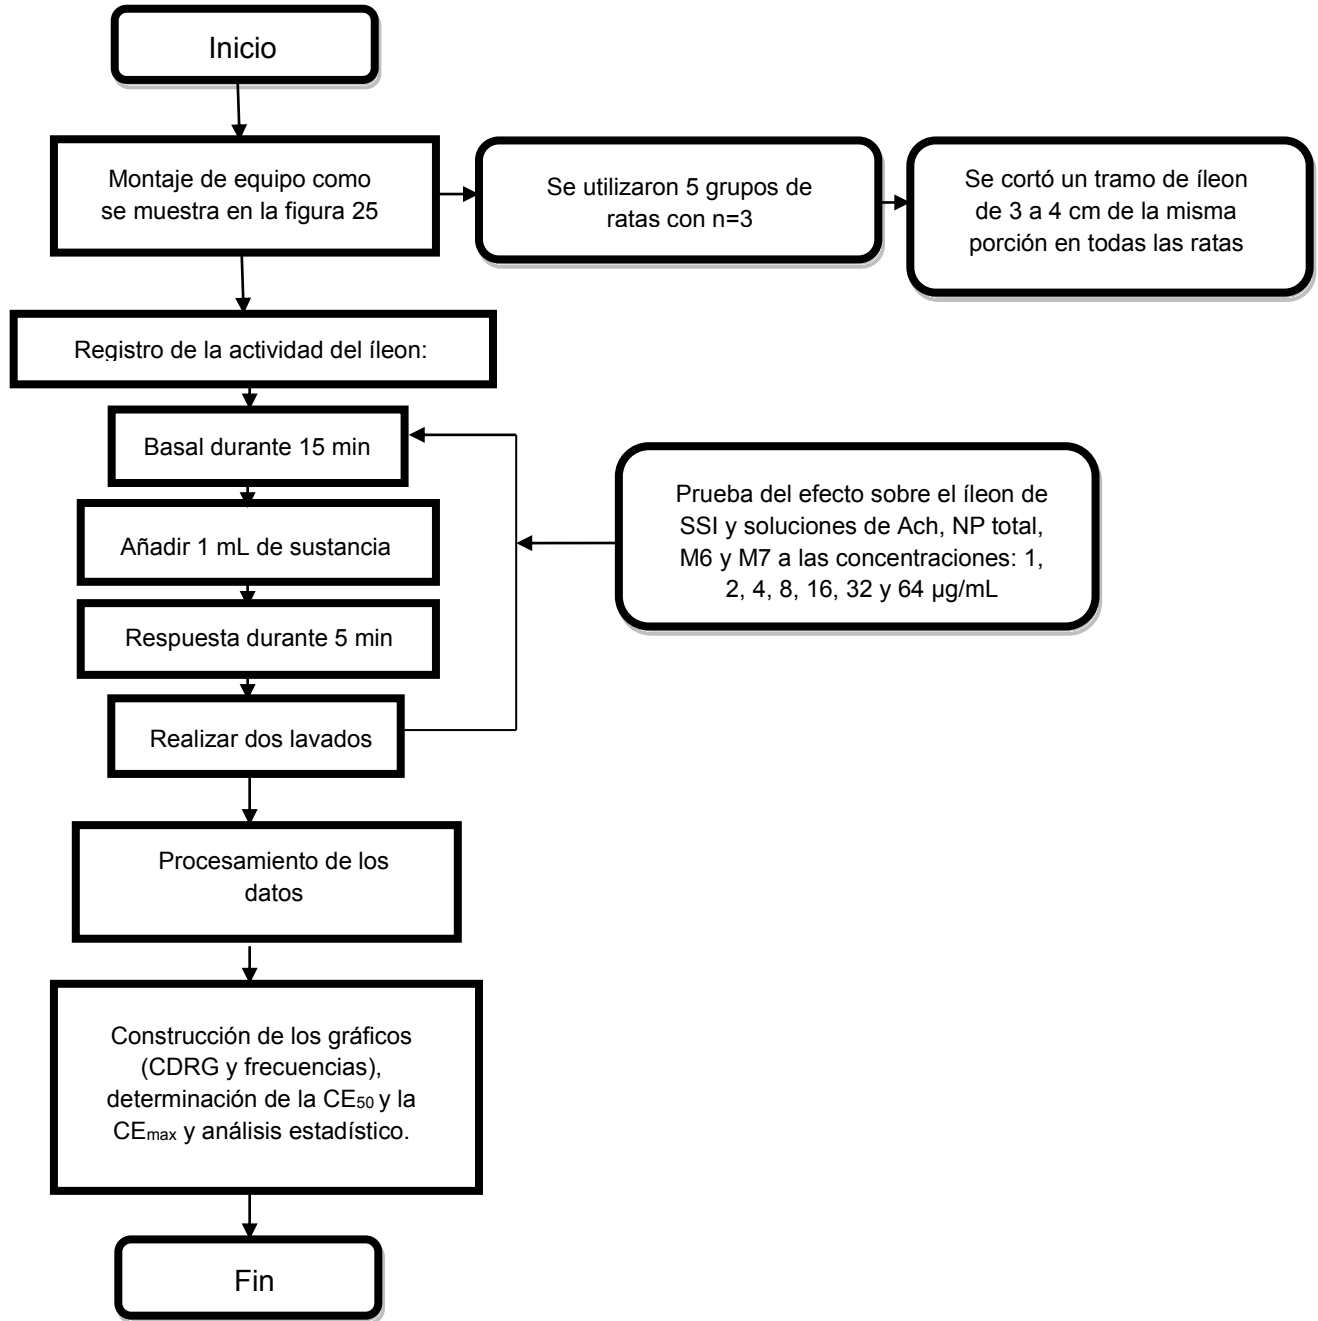 Inicio
Montaje de equipo como
se muestra en la figura 25
Se utilizaron 5 grupos de
ratas con n=3
Se cortó un tramo de íleon
de 3 a 4 cm de la misma
porción en todas las ratas
Registro de la actividad del íleon:
Basal durante 15 min
Añadir 1 mL de sustancia
Respuesta durante 5 min
Realizar dos lavados
Prueba del efecto sobre el íleon de
SSI y soluciones de Ach, NP total,
M6 y M7 a las concentraciones: 1,
2, 4, 8, 16, 32 y 64 µg/mL
Procesamiento de los
datos
Construcción de los gráficos
(CDRG y frecuencias),
determinación de la CE50 y la
CEmax y análisis estadístico.
Fin